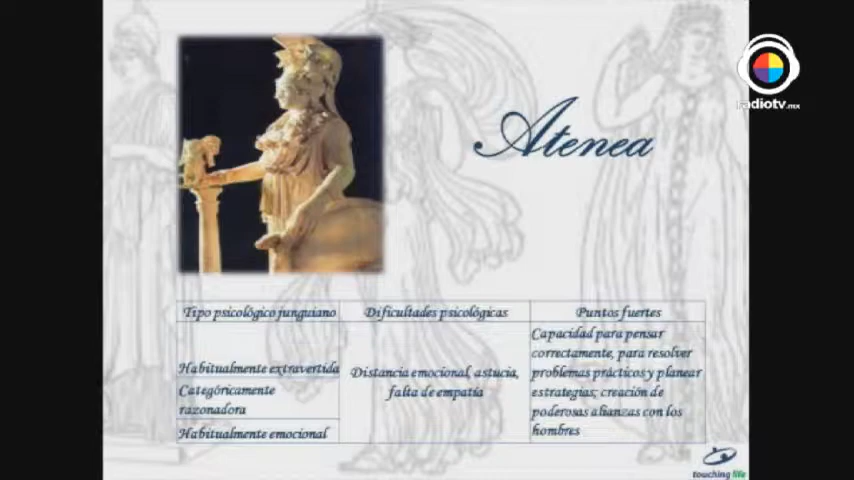 radiotv.mx
Atenea
Tipo psicológico junguiano
Dificultades psicológicas
Puntos fuertes
Habitualmente extravertida
Categóricamente
razonadora
Habitualmente emocional
Distancia emocional, astucia,
falta de empatía
Capacidad para pensar
correctamente, para resolver
problemas prácticos y planear
estrategias; creación de
poderosas alianzas con los
hombres
touching life